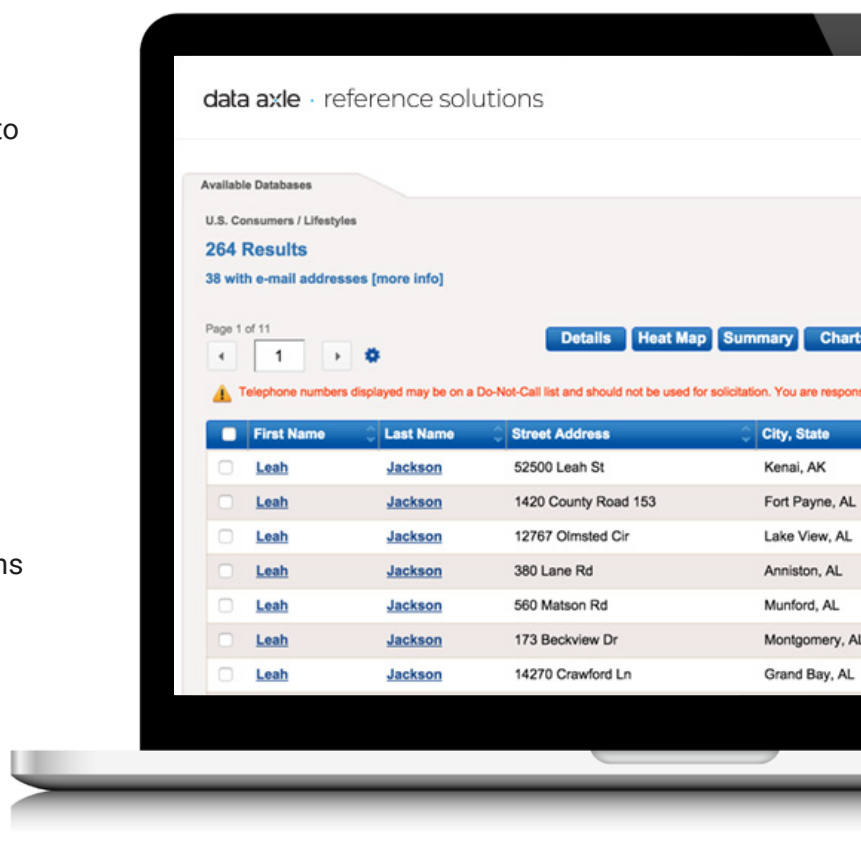 to
ns
data axle · reference solutions
Available Databases
U.S. Consumers / Lifestyles
264 Results
38 with e-mail addresses [more info]
Page 1 of 11
1
Details Heat Map Summary Chart
Telephone numbers displayed may be on a Do-Not-Call list and should not be used for solicitation. You are respons
First Name Last Name Street Address City, State
Leah Jackson 52500 Leah St Kenai, AK
Leah Jackson 1420 County Road 153 Fort Payne, AL
Leah Jackson 12767 Olmsted Cir Lake View, AL
Leah Jackson 380 Lane Rd Anniston, AL
Leah Jackson 560 Matson Rd Munford, AL
Leah Jackson 173 Beckview Dr Montgomery, AL
Leah Jackson 14270 Crawford Ln Grand Bay, AL